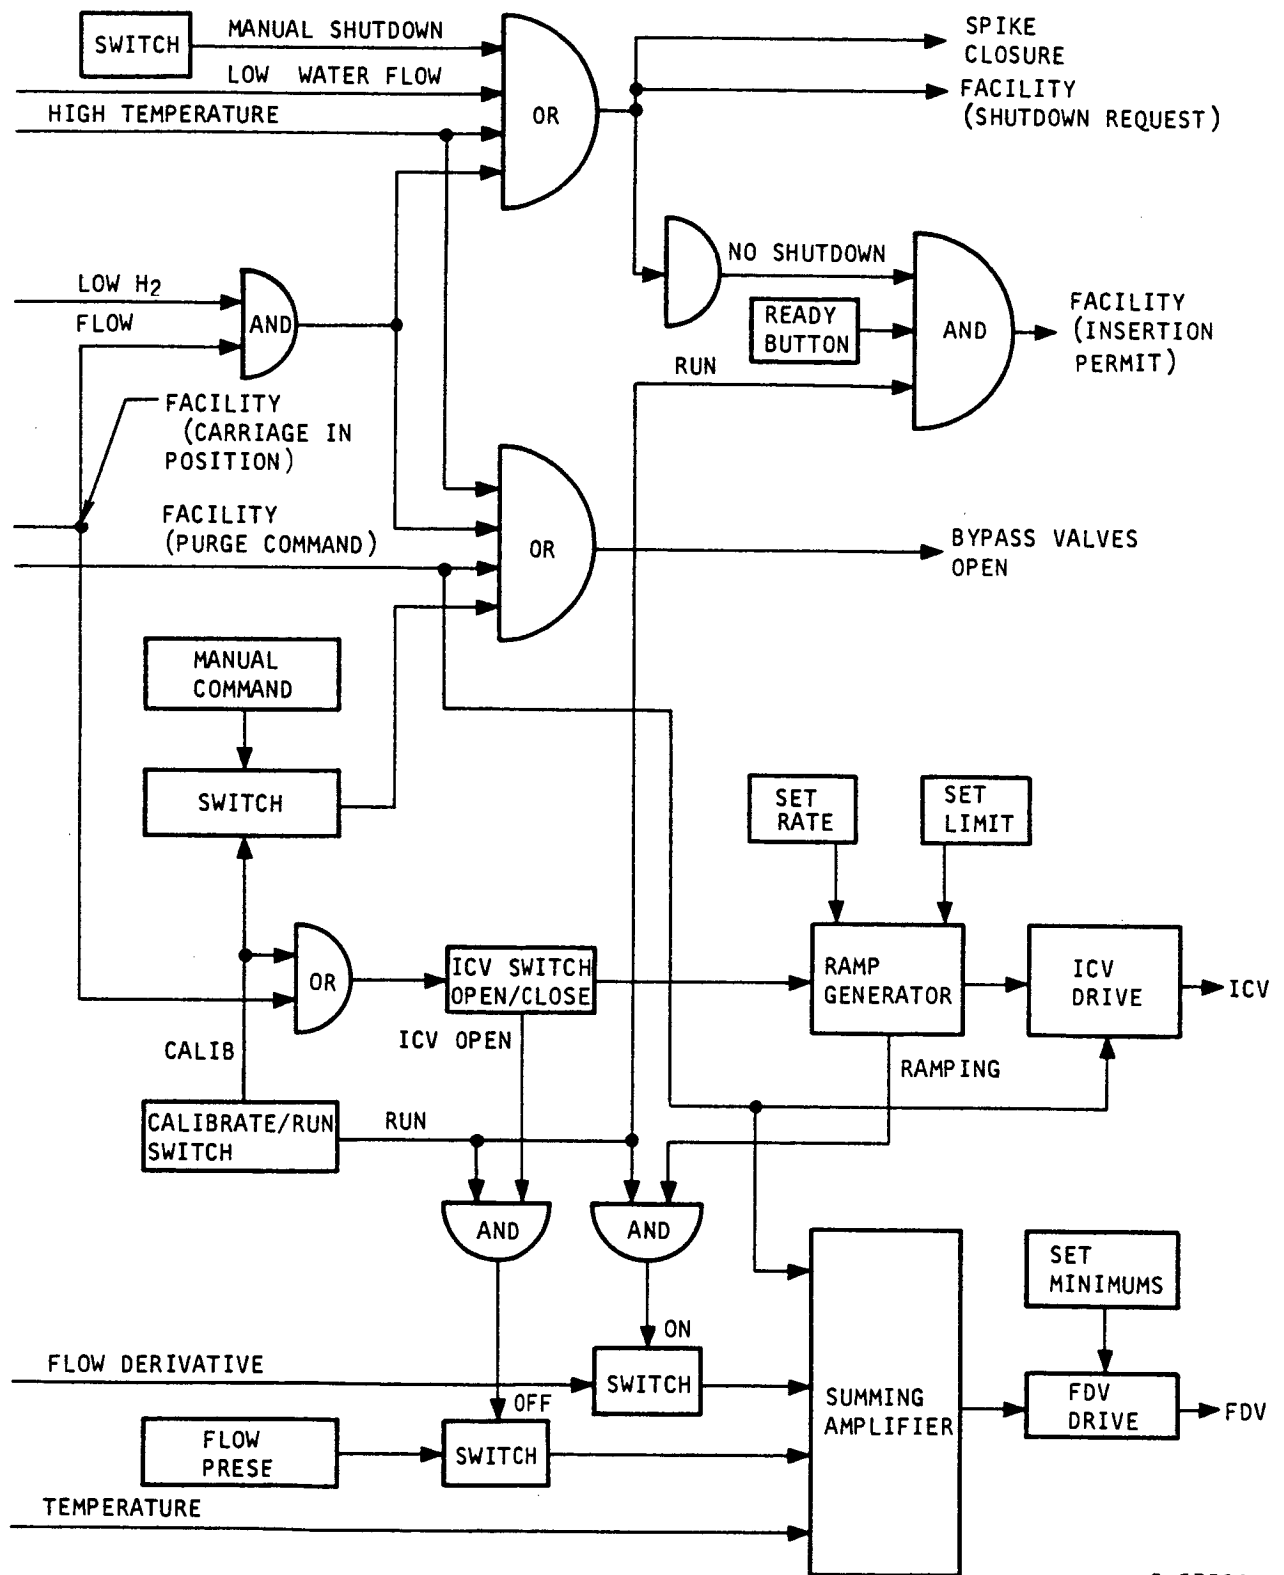 SWITCH
MANUAL SHUTDOWN
LOW WATER FLOW
HIGH TEMPERATURE
OR
SPIKE
CLOSURE
FACILITY
(SHUTDOWN REQUEST)
LOW H2
FLOW
AND
NO SHUTDOWN
READY
BUTTON
RUN
AND
FACILITY
(INSERTION
PERMIT)
FACILITY
(CARRIAGE IN
POSITION)
FACILITY
(PURGE COMMAND)
OR
BYPASS VALVES
OPEN
MANUAL
COMMAND
SWITCH
SET
RATE
SET
LIMIT
OR
ICV SWITCH
OPEN/CLOSE
RAMP
GENERATOR
ICV
DRIVE
ICV
CALIB
ICV OPEN
RAMPING
CALIBRATE/RUN
SWITCH
RUN
AND
AND
SET
MINIMUMS
ON
FLOW DERIVATIVE
SWITCH
OFF
FLOW
PRESE
SWITCH
SUMMING
AMPLIFIER
FDV
DRIVE
FDV
TEMPERATURE